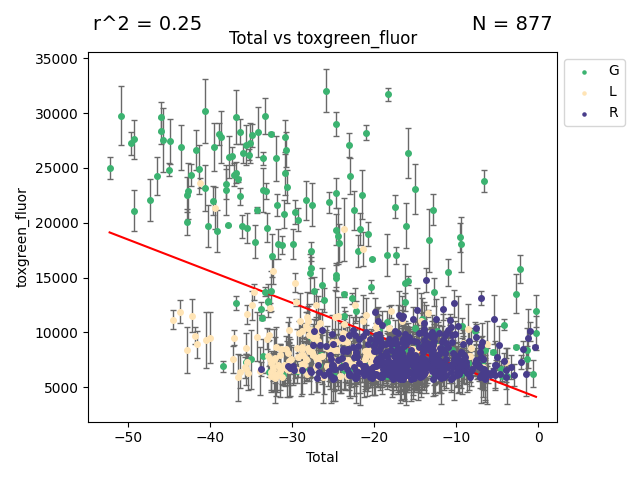 r^2 = 0.25
N = 877
Total vs toxgreen_fluor
35000
30000
25000
20000
15000
10000
5000
toxgreen_fluor
−50
−40
−30
−20
−10
0
Total
G
L
R